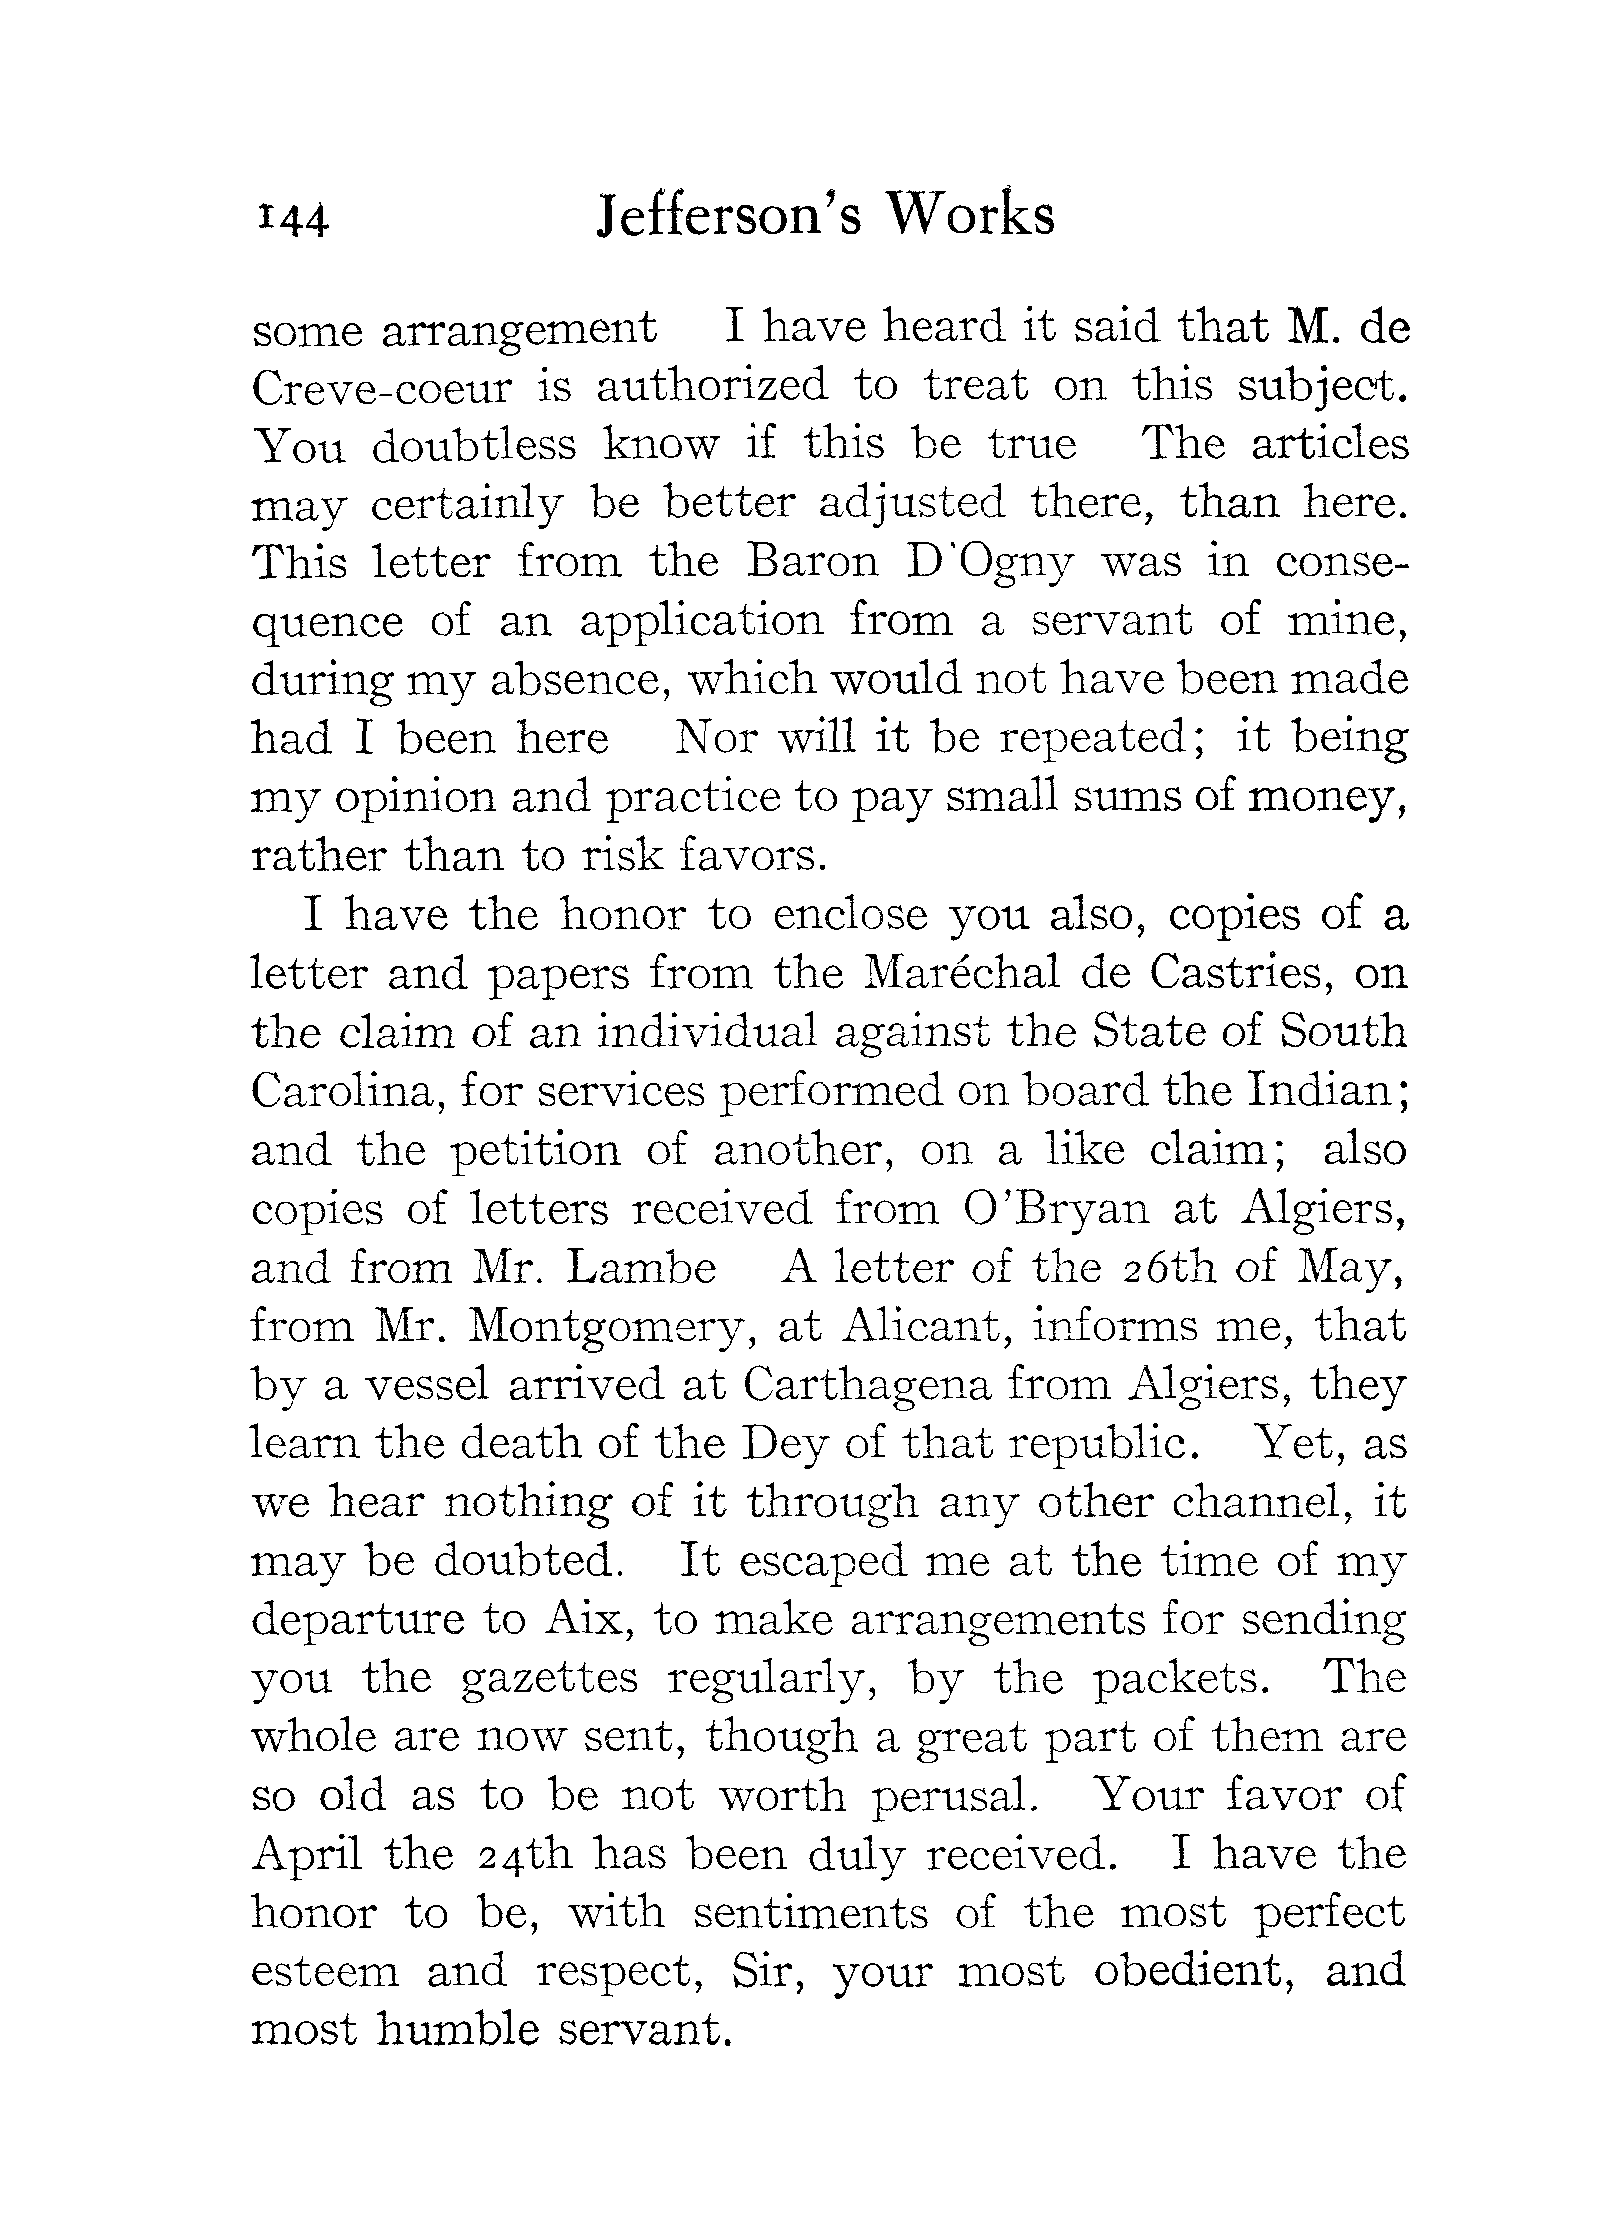 144 Jefferson's Works
some arrangement I have heard it said that M. de
Creve-coeur is authorized to treat on this subject.
You doubtless know if this be true The articles
may certainly be better adjusted there, than here.
This letter from the Baron D'Ogny was in conse-
quence of an application from a servant of mine,
during my absence, which would not have been made
had I been here Nor will it be repeated; it being
my opinion and practice to pay small sums of money,
rather than to risk favors.
I have the honor to enclose you also, copies of a
letter and papers from the Maréchal de Castries, on
the claim of an individual against the State of South
Carolina, for services performed on board the Indian;
and the petition of another, on a like claim; also
copies of letters received from O'Bryan at Algiers,
and from Mr. Lambe A letter of the 26th of May,
from Mr. Montgomery, at Alicant, informs me, that
by a vessel arrived at Carthagena from Algiers, they
learn the death of the Dey of that republic. Yet, as
we hear nothing of it through any other channel, it
may be doubted. It escaped me at the time of my
departure to Aix, to make arrangements for sending
you the gazettes regularly, by the packets. The
whole are now sent, though a great part of them are
so old as to be not worth perusal. Your favor of
April the 24th has been duly received. I have the
honor to be, with sentiments of the most perfect
esteem and respect, Sir, your most obedient, and
most humble servant.